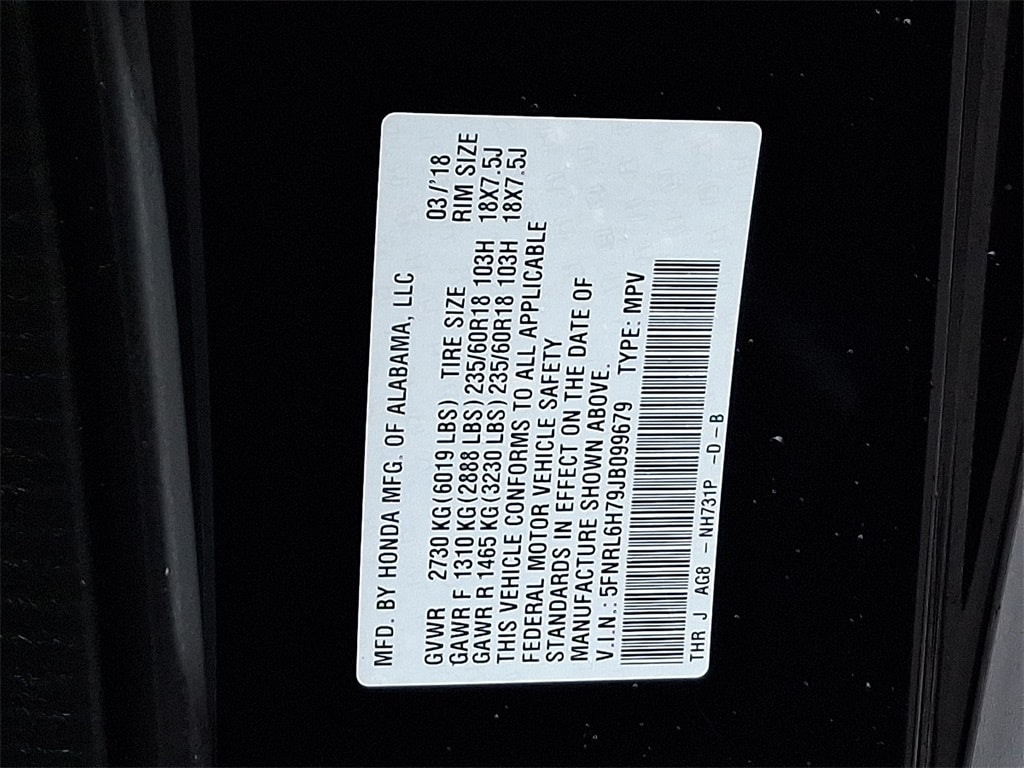 MFD. BY HONDA MFG. OF ALABAMA, LLC
03/'18
GVWR 2730 KG(6019 LBS) TIRE SIZE RIM SIZE
GAWR F 1310 KG(2888 LBS) 235/60R18 103H 18X7.5J
GAWR R 1465 KG(3230 LBS) 235/60R18 103H 18X7.5J
THIS VEHICLE CONFORMS TO ALL APPLICABLE
FEDERAL MOTOR VEHICLE SAFETY
STANDARDS IN EFFECT ON THE DATE OF
MANUFACTURE SHOWN ABOVE.
V.I.N.: 5FNRL6H79JB099679 TYPE: MPV
THR J AG8 - NH731P -D-B